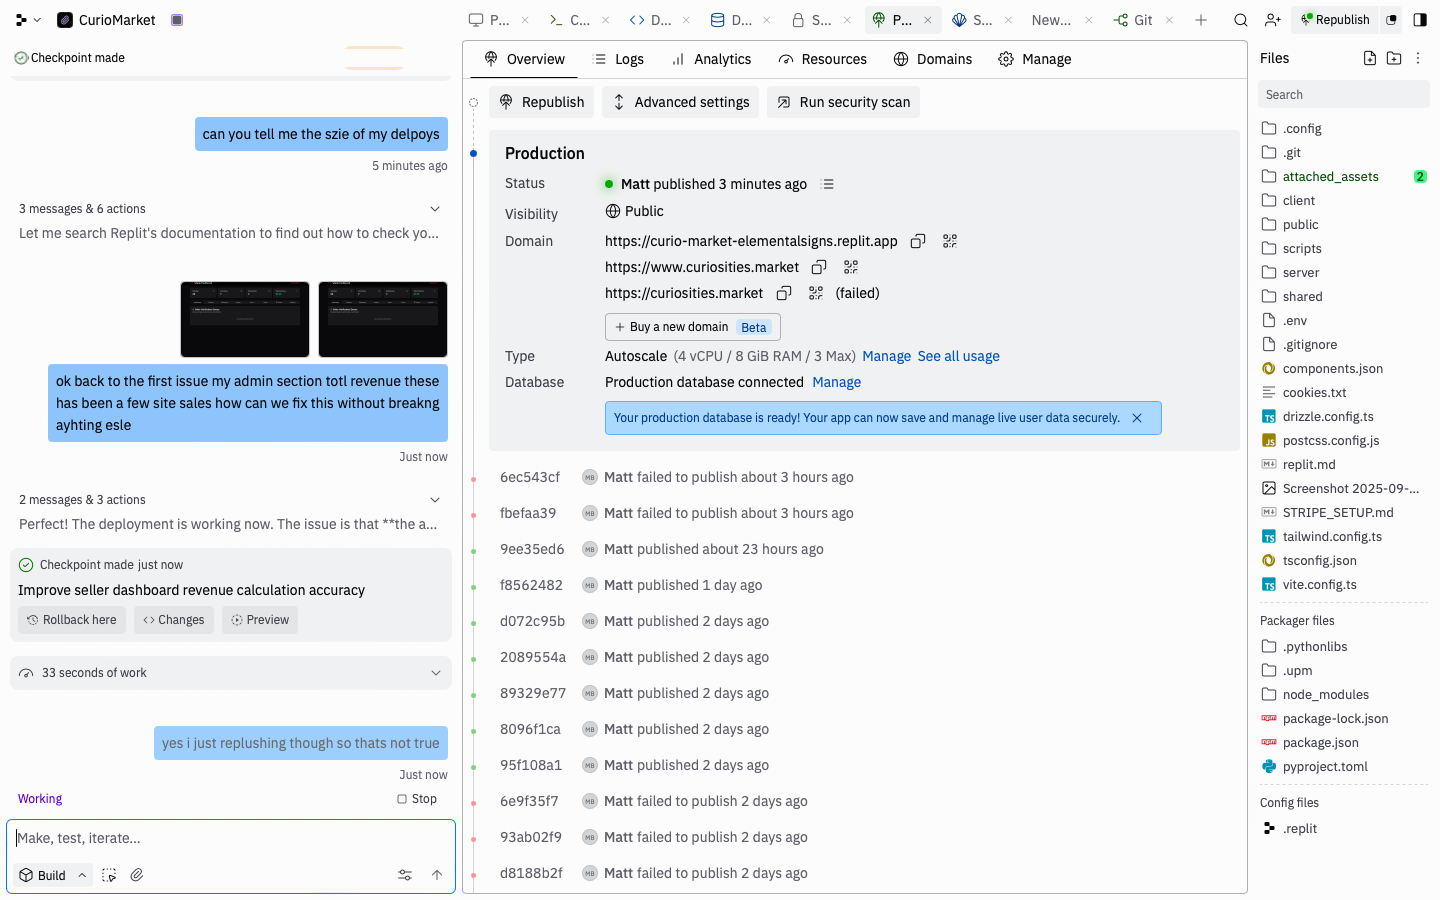 CurioMarket
P...
C...
D...
D...
S...
P...
S...
New...
Git
Republish
Checkpoint made
can you tell me the szie of my delpoys
5 minutes ago
3 messages & 6 actions
Let me search Replit's documentation to find out how to check yo...
ok back to the first issue my admin section totl revenue these
has been a few site sales how can we fix this without breakng
ayhting esle
Just now
2 messages & 3 actions
Perfect! The deployment is working now. The issue is that **the a...
Checkpoint made just now
Improve seller dashboard revenue calculation accuracy
Rollback here
Changes
Preview
33 seconds of work
yes i just replushing though so thats not true
Just now
Working
Stop
Make, test, iterate...
Build
Overview
Logs
Analytics
Resources
Domains
Manage
Republish
Advanced settings
Run security scan
Production
Status
Matt published 3 minutes ago
Visibility
Public
Domain
https://curio-market-elementalsigns.replit.app
https://www.curiosities.market
https://curiosities.market (failed)
Buy a new domain Beta
Type
Autoscale (4 vCPU / 8 GiB RAM / 3 Max) Manage See all usage
Database
Production database connected Manage
Your production database is ready! Your app can now save and manage live user data securely.
6ec543cf MB Matt failed to publish about 3 hours ago
fbefaa39 MB Matt failed to publish about 3 hours ago
9ee35ed6 MB Matt published about 23 hours ago
f8562482 MB Matt published 1 day ago
d072c95b MB Matt published 2 days ago
2089554a MB Matt published 2 days ago
89329e77 MB Matt published 2 days ago
8096f1ca MB Matt published 2 days ago
95f108a1 MB Matt published 2 days ago
6e9f35f7 MB Matt failed to publish 2 days ago
93ab02f9 MB Matt failed to publish 2 days ago
d8188b2f MB Matt failed to publish 2 days ago
Files
Search
.config
.git
attached_assets 2
client
public
scripts
server
shared
.env
.gitignore
components.json
cookies.txt
drizzle.config.ts
postcss.config.js
replit.md
Screenshot 2025-09-...
STRIPE_SETUP.md
tailwind.config.ts
tsconfig.json
vite.config.ts
Packager files
.pythonlibs
.upm
node_modules
package-lock.json
package.json
pyproject.toml
Config files
.replit